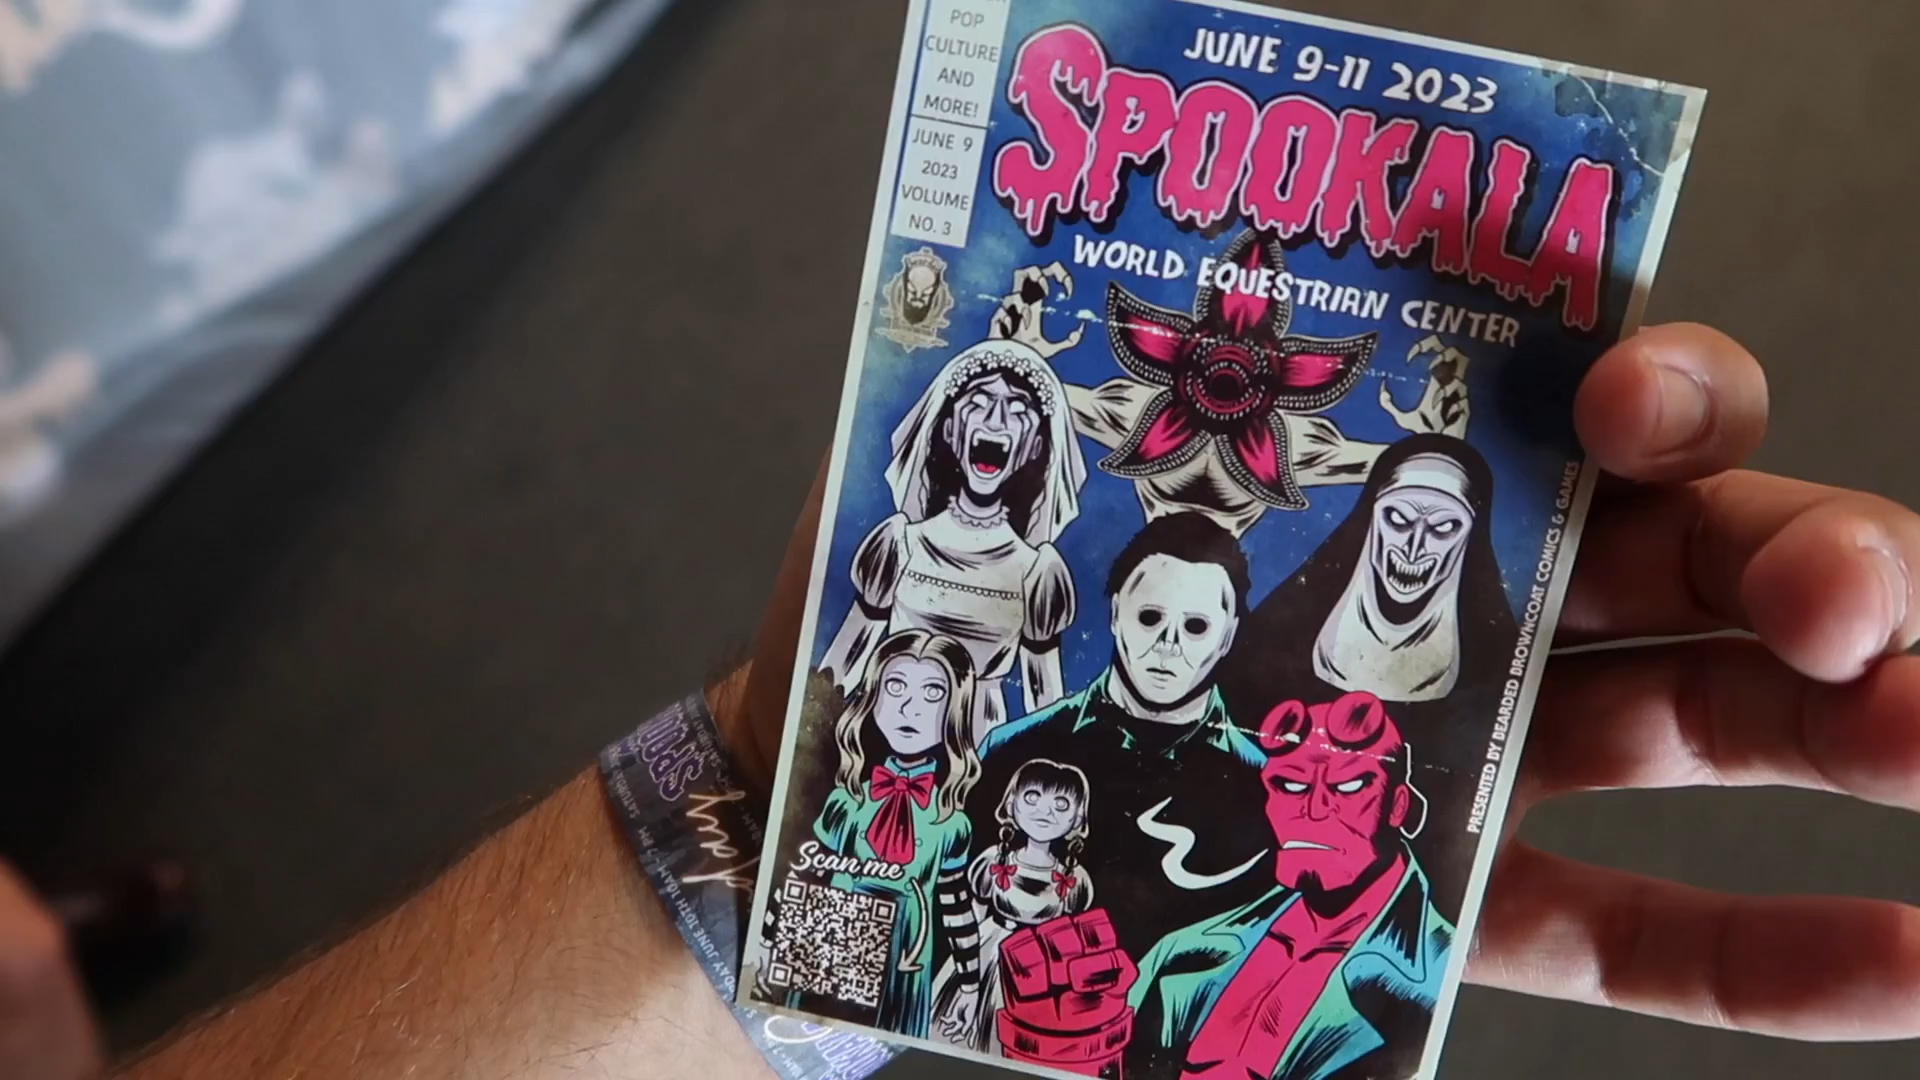 POP
CULTURE
AND
MORE!
JUNE 9
2023
VOLUME
NO. 3
JUNE 9-11 2023
SPOOKALA
WORLD EQUESTRIAN CENTER
PRESENTED BY BEARDED BROWNCOAT COMICS & GAMES
Scan me